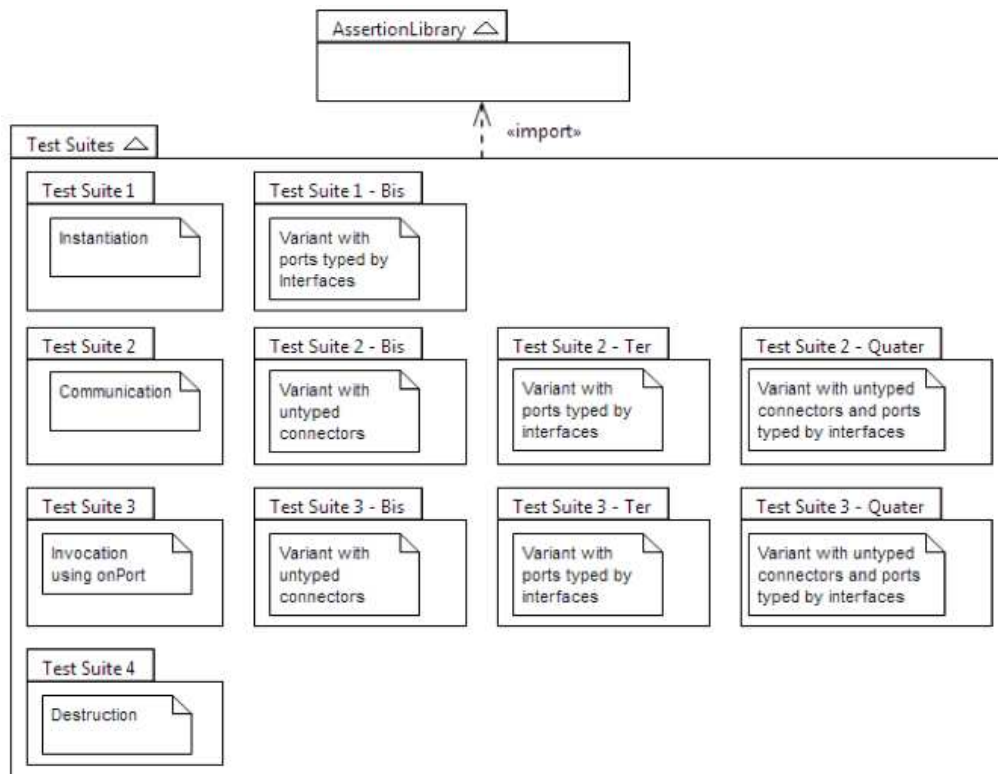 AssertionLibrary
«import»
Test Suites
Test Suite 1
Instantiation
Test Suite 1 - Bis
Variant with
ports typed by
Interfaces
Test Suite 2
Communication
Test Suite 2 - Bis
Variant with
untyped
connectors
Test Suite 2 - Ter
Variant with
ports typed by
interfaces
Test Suite 2 - Quater
Variant with untyped
connectors and ports
typed by interfaces
Test Suite 3
Invocation
using onPort
Test Suite 3 - Bis
Variant with
untyped
connectors
Test Suite 3 - Ter
Variant with
ports typed by
interfaces
Test Suite 3 - Quater
Variant with untyped
connectors and ports
typed by interfaces
Test Suite 4
Destruction